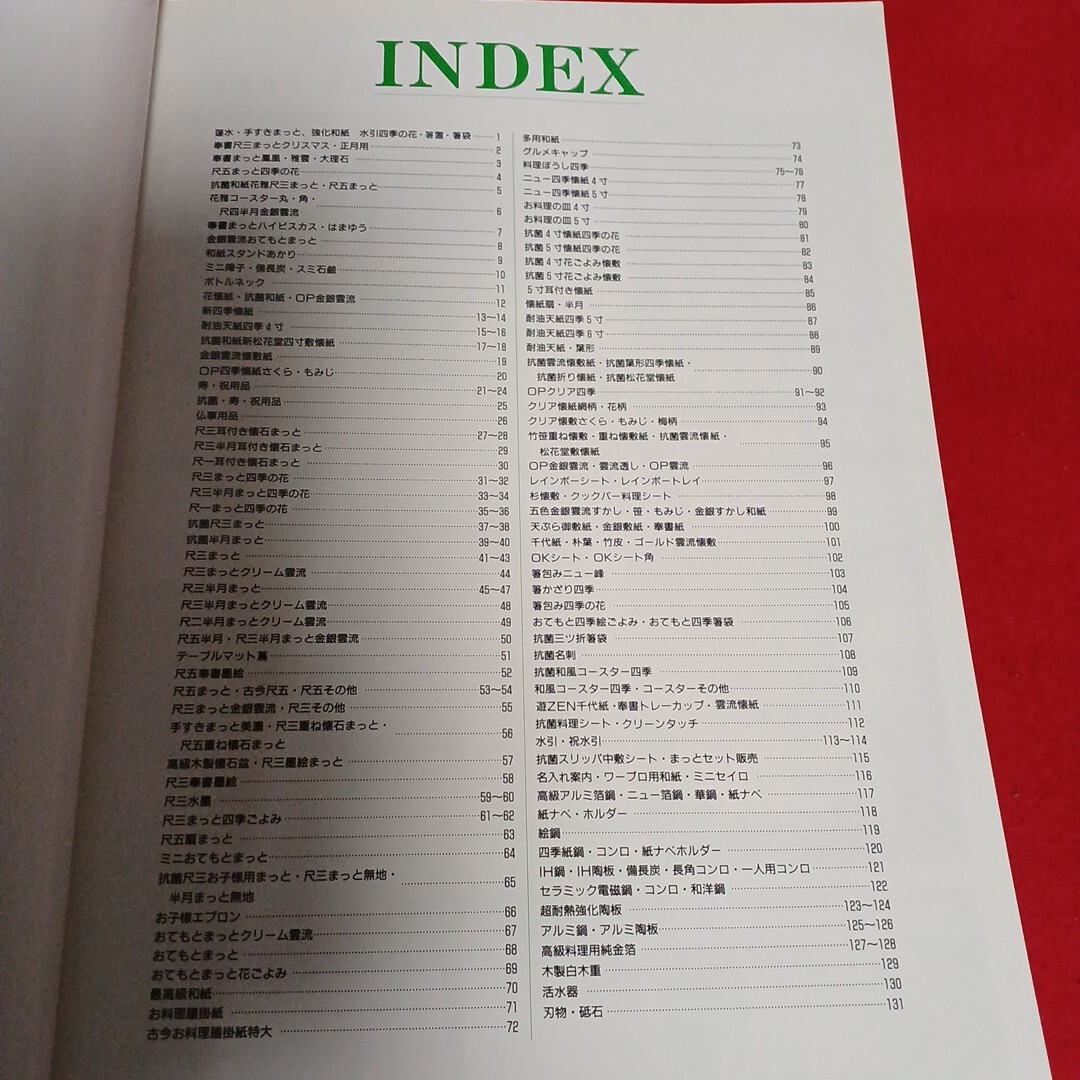 INDEX
蓮水・手すきまっと、強化和紙 水引四季の花・箸置・箸袋 1
奉書尺三まっとクリスマス・正月用 2
奉書まっと鳳凰・雅雲・大理石 3
尺五まっと四季の花 4
抗菌和紙花雅尺三まっと・尺五まっと 5
花雅コースター丸・角・
尺四半月金銀雲流 6
奉書まっとハイビスカス・はまゆう 7
金銀雲流おてもとまっと 8
和紙スタンドあかり 9
ミニ障子・備長炭・スミ石鹼 10
ボトルネック 11
花懐紙・抗菌和紙・OP金銀雲流 12
新四季懐紙 13〜14
耐油天紙四季4寸 15〜16
抗菌和紙新松花堂四寸敷懐紙 17〜18
金銀雲流懐敷紙 19
OP四季懐紙さくら・もみじ 20
寿・祝用品 21〜24
抗菌・寿・祝用品 25
仏事用品 26
尺三耳付き懐石まっと 27〜28
尺三半月耳付き懐石まっと 29
尺一耳付き懐石まっと 30
尺三まっと四季の花 31〜32
尺三半月まっと四季の花 33〜34
尺一まっと四季の花 35〜36
抗菌尺三まっと 37〜38
抗菌半月まっと 39〜40
尺三まっと 41〜43
尺三まっとクリーム雲流 44
尺三半月まっと 45〜47
尺三半月まっとクリーム雲流 48
尺二半月まっとクリーム雲流 49
尺五半月・尺三半月まっと金銀雲流 50
テーブルマット蔦 51
尺五奉書墨絵 52
尺五まっと・古今尺五・尺五その他 53〜54
尺三まっと金銀雲流・尺三その他 55
手すきまっと美濃・尺三重ね懐石まっと・
尺五重ね懐石まっと 56
高級木製懐石盆・尺三墨絵まっと 57
尺三奉書墨絵 58
尺三水墨 59〜60
尺三まっと四季ごよみ 61〜62
尺五扇まっと 63
ミニおてもとまっと 64
抗菌尺三お子様用まっと・尺三まっと無地・
半月まっと無地 65
お子様エプロン 66
おてもとまっとクリーム雲流 67
おてもとまっと 68
おてもとまっと花ごよみ 69
最高級和紙 70
お料理膳掛紙 71
古今お料理膳掛紙特大 72
多用和紙 73
グルメキャップ 74
料理ぼうし四季 75〜76
ニュー四季懐紙4寸 77
ニュー四季懐紙5寸 78
お料理の皿4寸 79
お料理の皿5寸 80
抗菌4寸懐紙四季の花 81
抗菌5寸懐紙四季の花 82
抗菌4寸花ごよみ懐敷 83
抗菌5寸花ごよみ懐敷 84
5寸耳付き懐紙 85
懐紙扇・半月 86
耐油天紙四季5寸 87
耐油天紙四季6寸 88
耐油天紙・葉形 89
抗菌雲流懐敷紙・抗菌葉形四季懐紙・
抗菌折り懐紙・抗菌松花堂懐紙 90
OPクリア四季 91〜92
クリア懐紙網柄・花柄 93
クリア懐敷さくら・もみじ・梅柄 94
竹笹重ね懐敷・重ね懐敷紙・抗菌雲流懐紙・
松花堂敷懐紙 95
OP金銀雲流・雲流透し・OP雲流 96
レインボーシート・レインボートレイ 97
杉懐敷・クックパー料理シート 98
五色金銀雲流すかし・笹・もみじ・金銀すかし和紙 99
天ぷら御敷紙・金銀敷紙・奉書紙 100
千代紙・朴葉・竹皮・ゴールド雲流懐敷 101
OKシート・OKシート角 102
箸包みニュー峰 103
箸かざり四季 104
箸包み四季の花 105
おてもと四季絵ごよみ・おてもと四季箸袋 106
抗菌三ツ折箸袋 107
抗菌名刺 108
抗菌和風コースター四季 109
和風コースター四季・コースターその他 110
遊ZEN千代紙・奉書トレーカップ・雲流懐紙 111
抗菌料理シート・クリーンタッチ 112
水引・祝水引 113〜114
抗菌スリッパ中敷シート・まっとセット販売 115
名入れ案内・ワープロ用和紙・ミニセイロ 116
高級アルミ箔鍋・ニュー箔鍋・華鍋・紙ナベ 117
紙ナベ・ホルダー 118
絵鍋 119
四季紙鍋・コンロ・紙ナベホルダー 120
IH鍋・IH陶板・備長炭・長角コンロ・一人用コンロ 121
セラミック電磁鍋・コンロ・和洋鍋 122
超耐熱強化陶板 123〜124
アルミ鍋・アルミ陶板 125〜126
高級料理用純金箔 127〜128
木製白木重 129
活水器 130
刃物・砥石 131